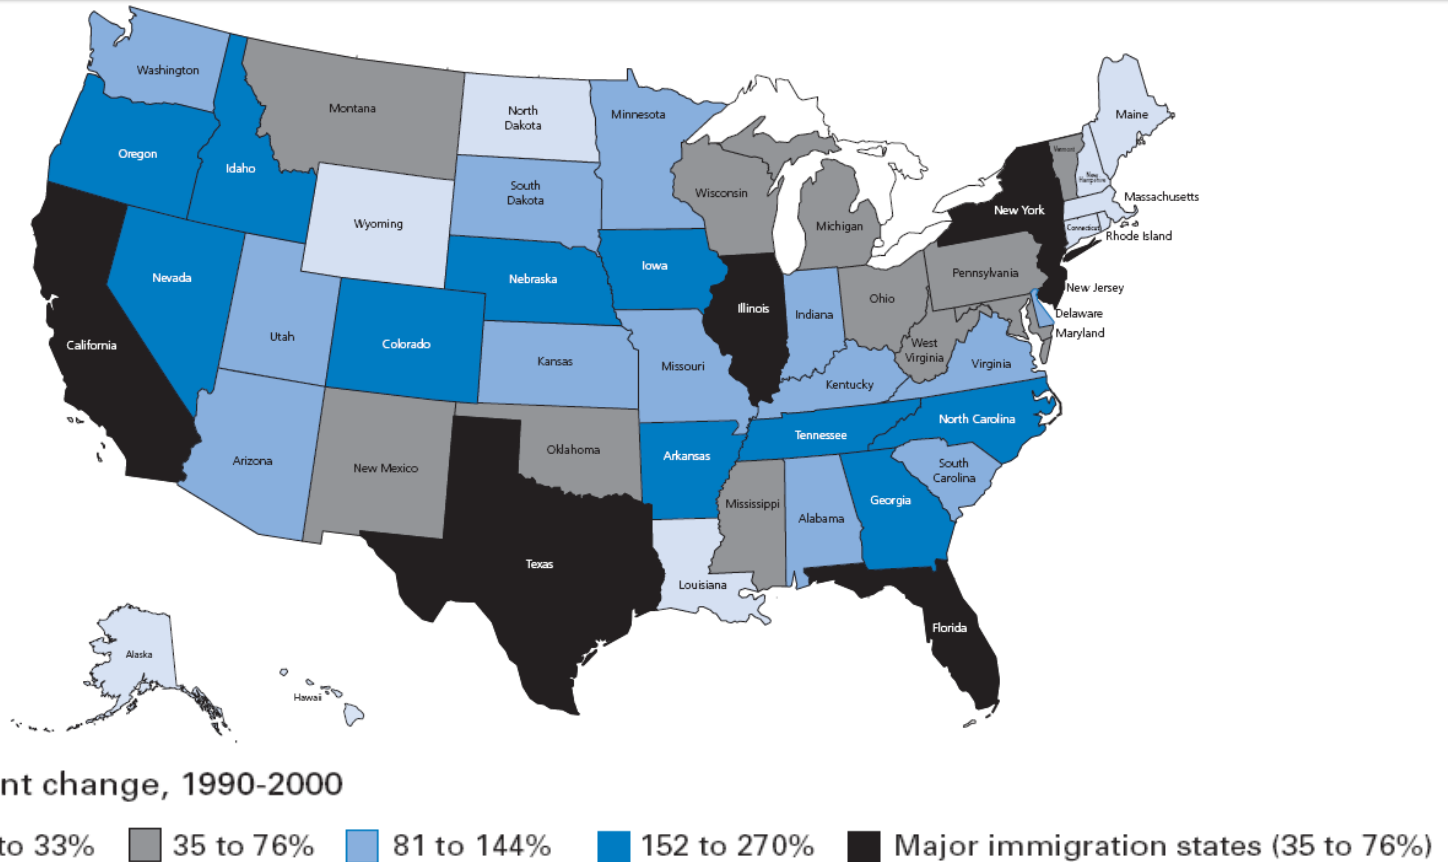 Washington
Montana
North
Dakota
Minnesota
Maine
Oregon
Idaho
Vermont
New
Hampshire
South
Dakota
Wisconsin
Massachusetts
Wyoming
New York
Michigan
Connecticut
Rhode Island
Nevada
Nebraska
Iowa
Pennsylvania
New Jersey
Ohio
Illinois
Indiana
Delaware
Maryland
Utah
Colorado
California
Kansas
Missouri
West
Virginia
Virginia
Kentucky
North Carolina
Tennessee
Arizona
New Mexico
Oklahoma
Arkansas
South
Carolina
Mississippi
Alabama
Georgia
Texas
Louisiana
Florida
Alaska
Hawaii
nt change, 1990-2000
to 33% 35 to 76% 81 to 144% 152 to 270% Major immigration states (35 to 76%)